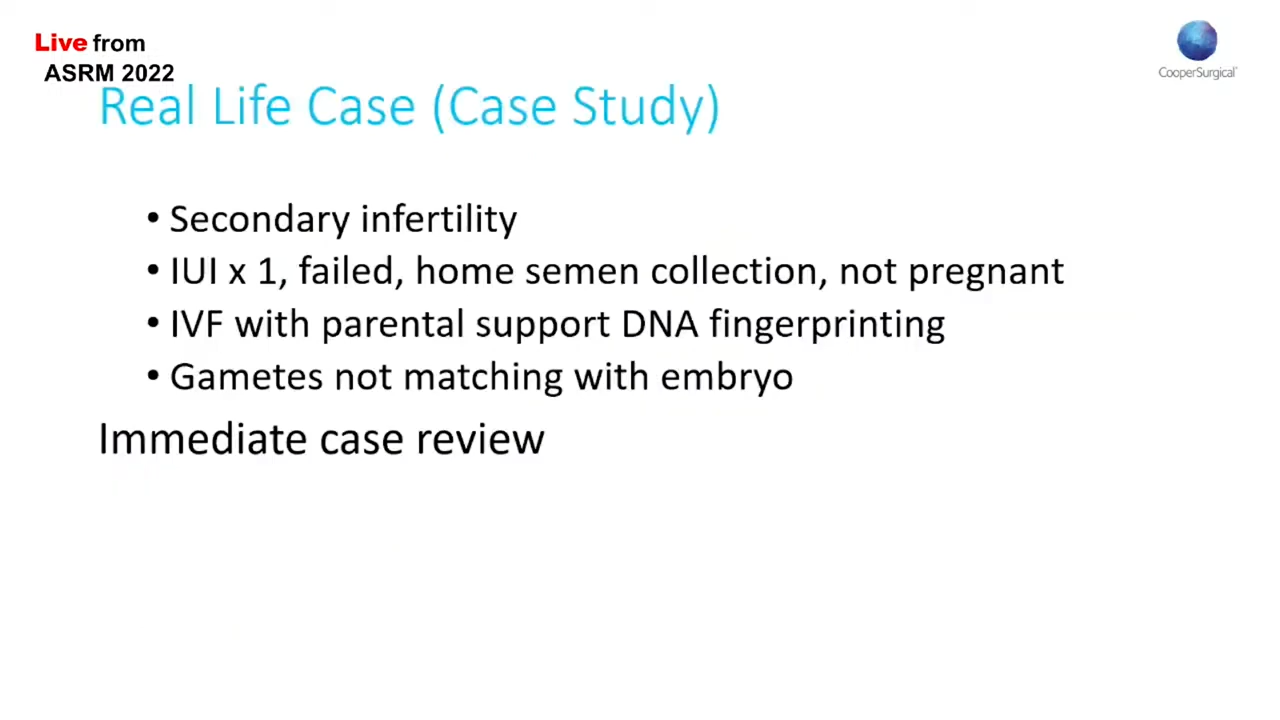 Live from
ASRM 2022
CooperSurgical
Real Life Case (Case Study)
• Secondary infertility
• IUI x 1, failed, home semen collection, not pregnant
• IVF with parental support DNA fingerprinting
• Gametes not matching with embryo
Immediate case review